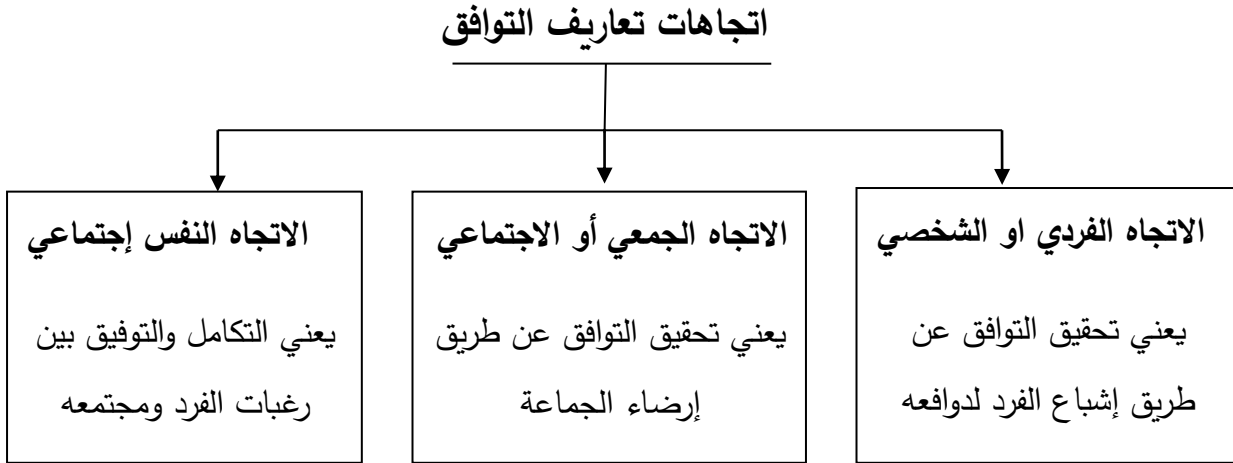 اتجاهات تعاريف التوافق
الاتجاه الفردي او الشخصي
يعني تحقيق التوافق عن
طريق إشباع الفرد لدوافعه
الاتجاه الجمعي أو الاجتماعي
يعني تحقيق التوافق عن طريق
إرضاء الجماعة
الاتجاه النفس إجتماعي
يعني التكامل والتوفيق بين
رغبات الفرد ومجتمعه